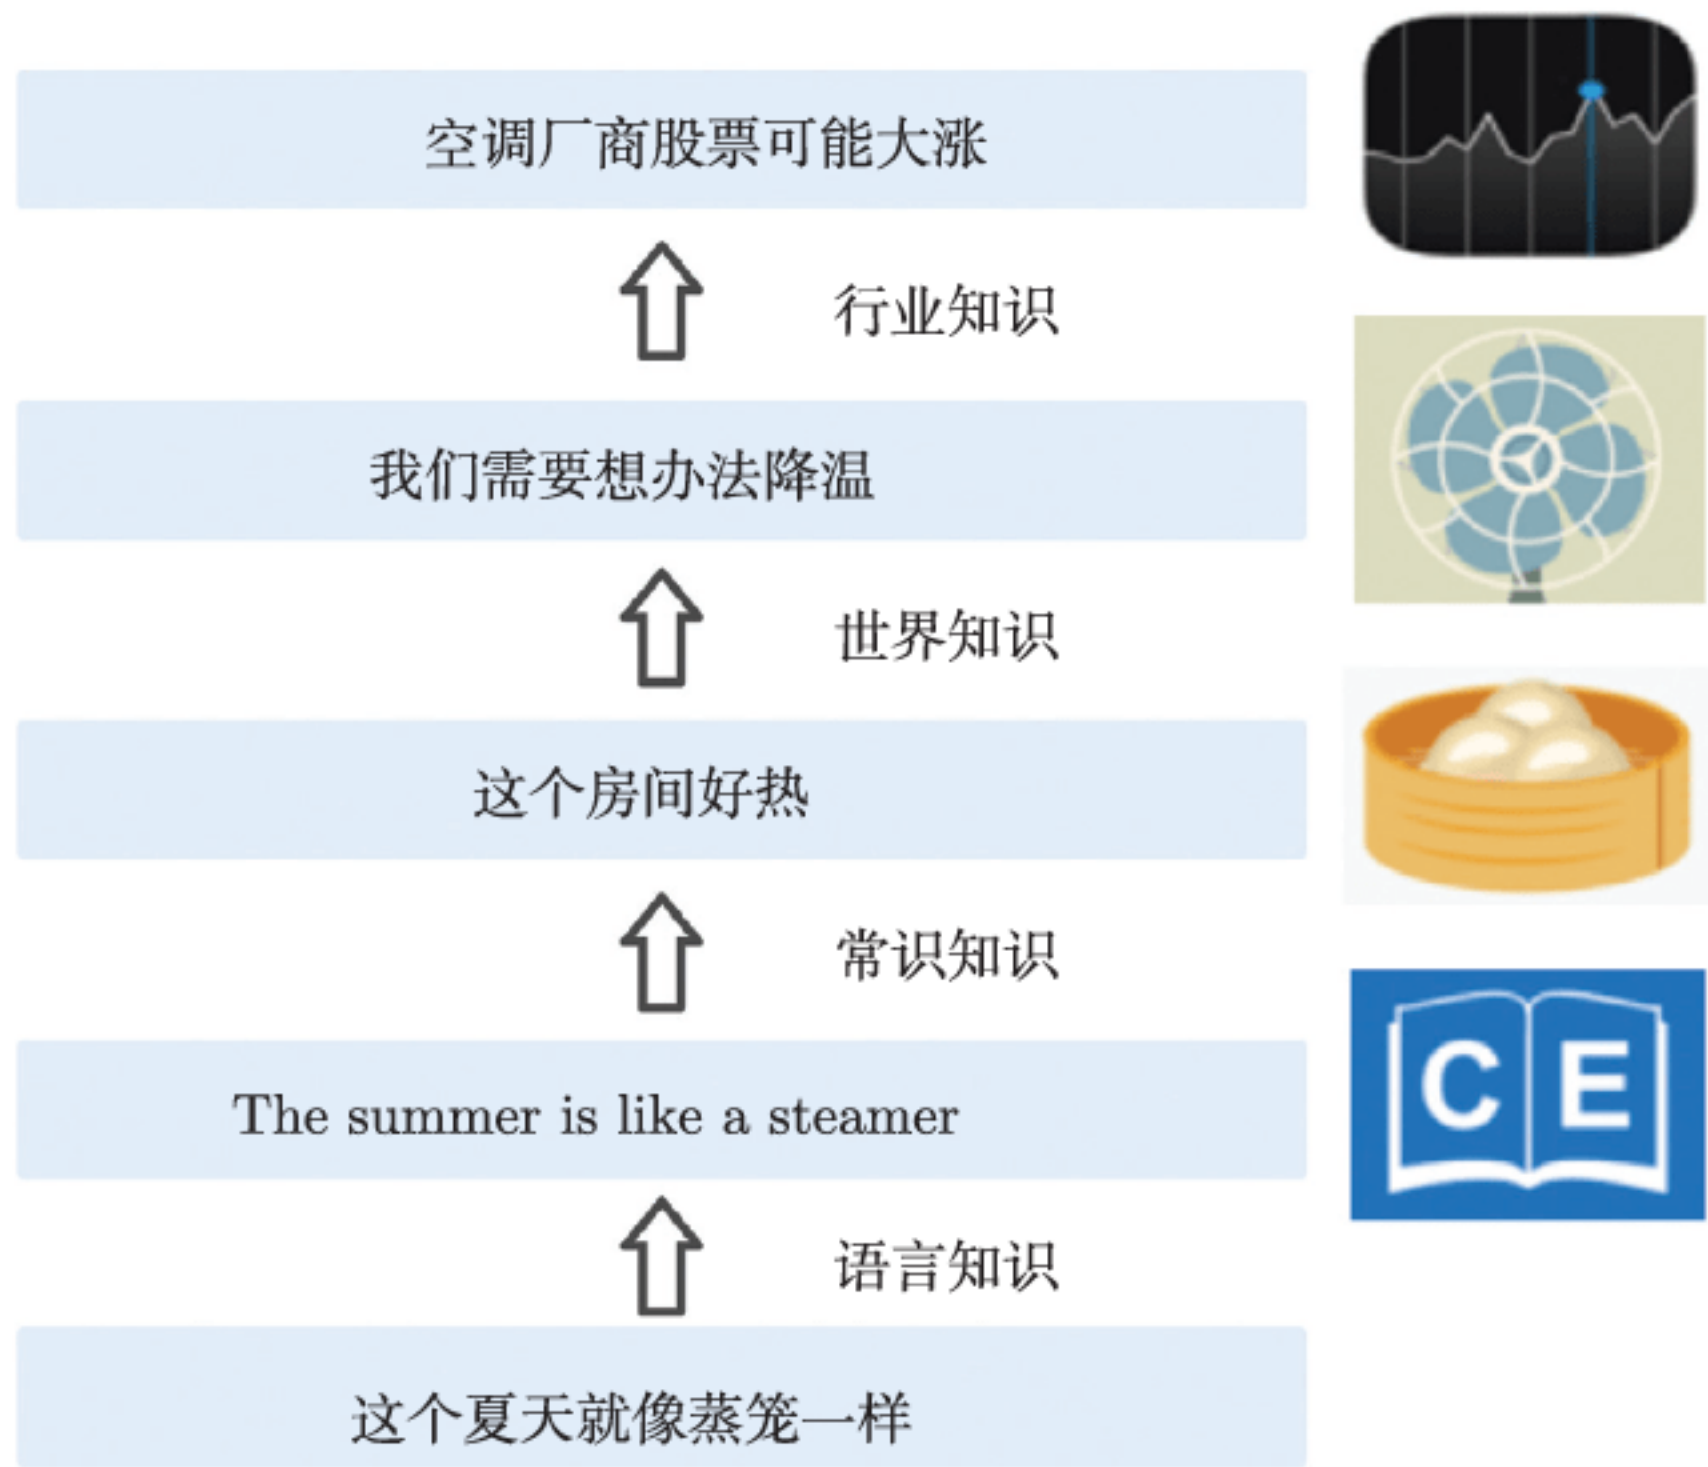 空调厂商股票可能大涨
行业知识
我们需要想办法降温
世界知识
这个房间好热
常识知识
The summer is like a steamer
C E
语言知识
这个夏天就像蒸笼一样